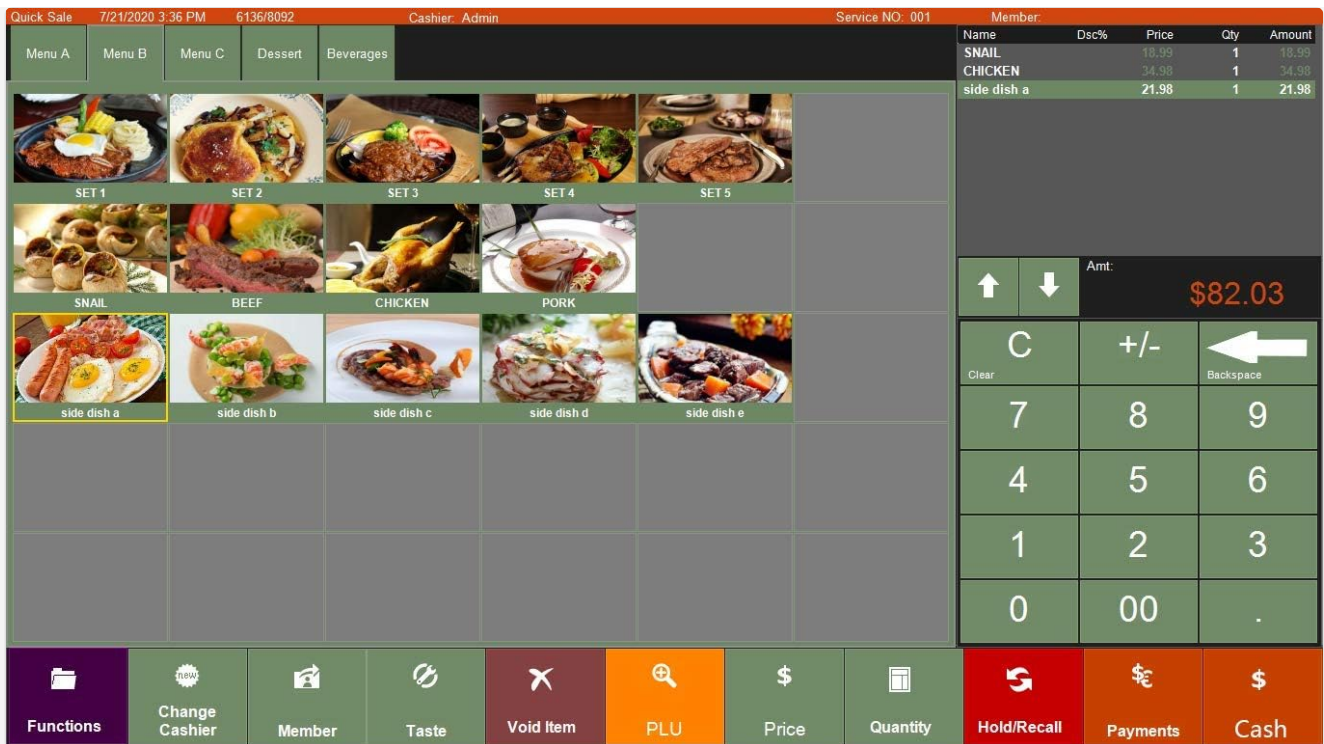 Quick Sale 7/21/2020 3:36 PM 6136/8092 Cashier: Admin Service NO: 001 Member:
Menu A Menu B Menu C Dessert Beverages
Name Dsc% Price Qty Amount
SNAIL 18.99 1 18.99
CHICKEN 34.98 1 34.98
side dish a 21.98 1 21.98
SET 1 SET 2 SET 3 SET 4 SET 5
SNAIL BEEF CHICKEN PORK
side dish a side dish b side dish c side dish d side dish e
Amt:
$82.03
C +/-
Clear Backspace
7 8 9
4 5 6
1 2 3
0 00 .
new $ $€ $
Functions Change Cashier Member Taste Void Item PLU Price Quantity Hold/Recall Payments Cash